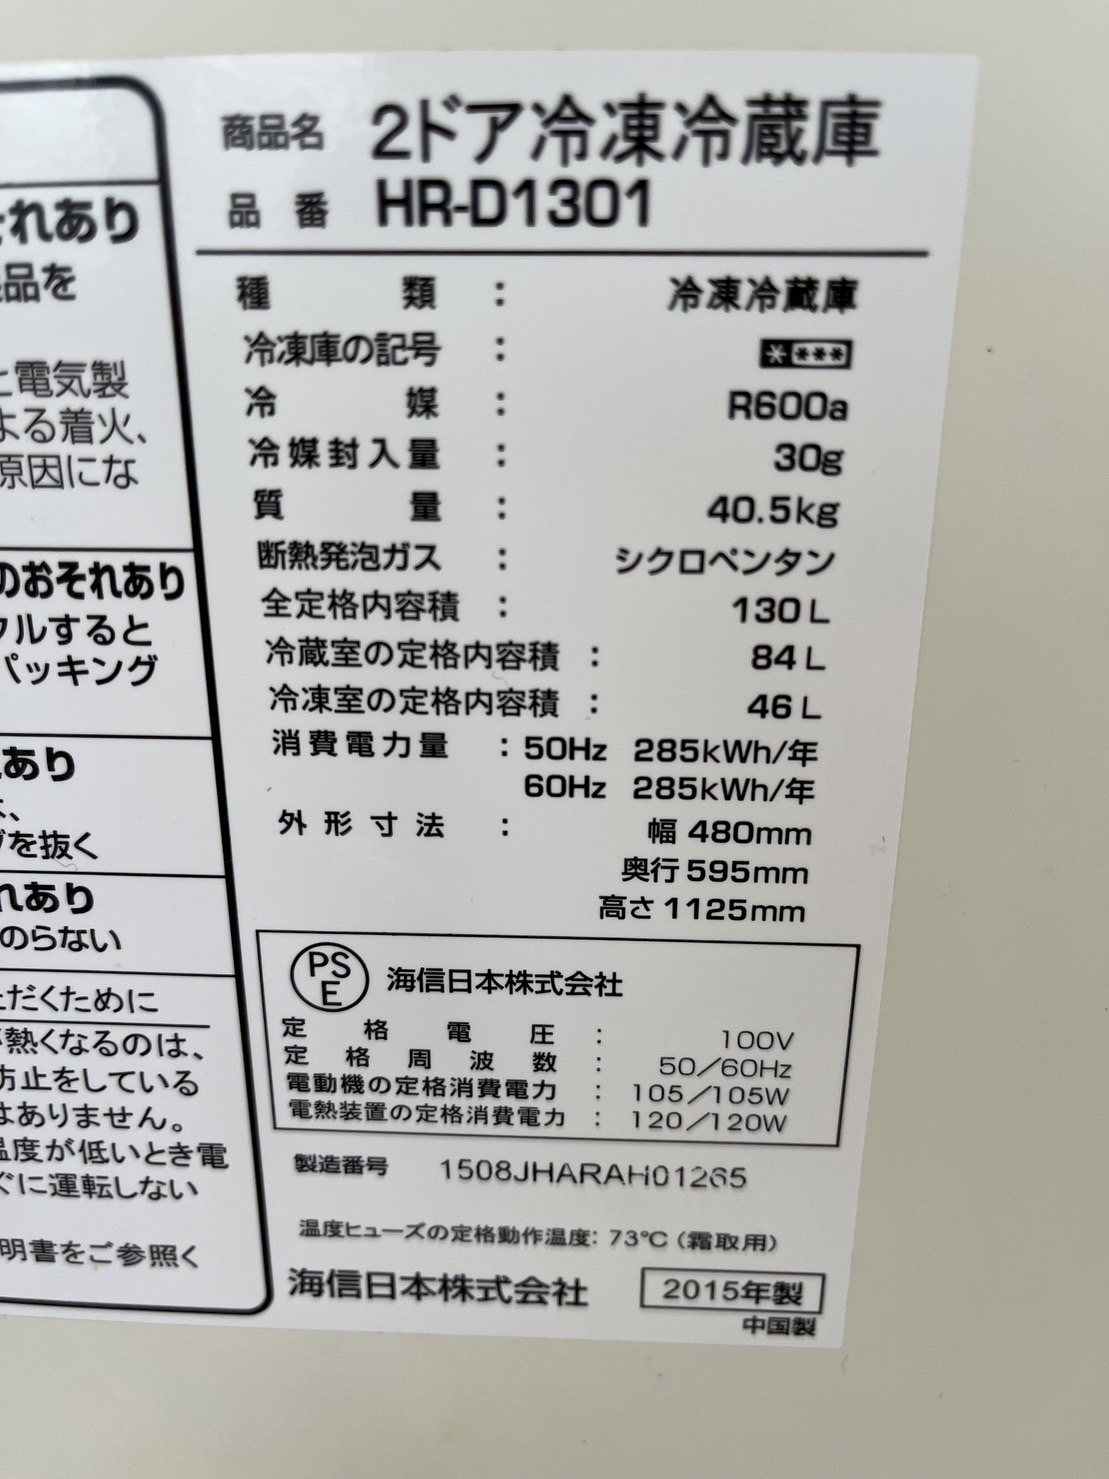 それあり
品を
電気製
よる着火、
原因にな
のおそれあり
クルすると
パッキング
あり
を抜く
れあり
のらない
ただくために
熱くなるのは、
防止をしている
はありません。
温度が低いとき電
ぐに運転しない
明書をご参照く
商品名 2ドア冷凍冷蔵庫
品番 HR-D1301
種類 : 冷凍冷蔵庫
冷凍庫の記号 : * ***
冷媒 : R600a
冷媒封入量 : 30g
質量 : 40.5kg
断熱発泡ガス : シクロペンタン
全定格内容積 : 130L
冷蔵室の定格内容積 : 84L
冷凍室の定格内容積 : 46L
消費電力量 : 50Hz 285kWh/年
60Hz 285kWh/年
外形寸法 : 幅 480mm
奥行 595mm
高さ 1125mm
PSE 海信日本株式会社
定格電圧 : 100V
定格周波数 : 50/60Hz
電動機の定格消費電力 : 105/105W
電熱装置の定格消費電力 : 120/120W
製造番号 1508JHARAH01265
温度ヒューズの定格動作温度: 73℃(霜取用)
海信日本株式会社 2015年製
中国製